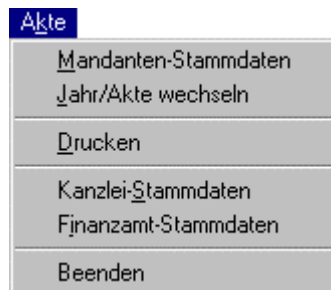 Akte
Mandanten-Stammdaten
Jahr/Akte wechseln
Drucken
Kanzlei-Stammdaten
Finanzamt-Stammdaten
Beenden